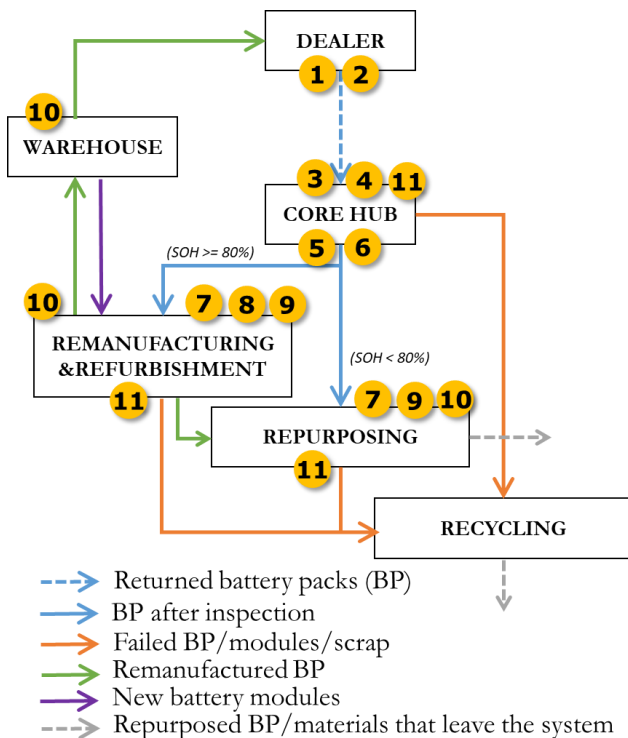 DEALER
1 2
10
WAREHOUSE
3 4 11
CORE HUB
5 6
(SOH >= 80%)
10 7 8 9
REMANUFACTURING
&REFURBISHMENT
11
(SOH < 80%)
7 9 10
REPURPOSING
11
RECYCLING
Returned battery packs (BP)
BP after inspection
Failed BP/modules/scrap
Remanufactured BP
New battery modules
Repurposed BP/materials that leave the system